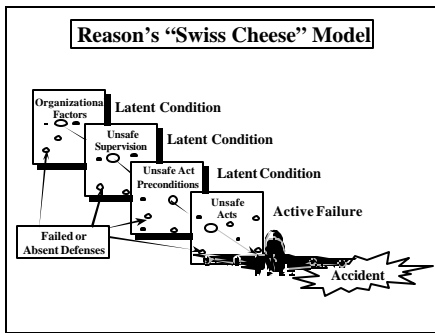 Reason's “Swiss Cheese” Model
Organizationa
Factors
Latent Condition
Unsafe
Supervision
Latent Condition
Unsafe Act
Preconditions
Latent Condition
Unsafe
Acts
Active Failure
Failed or
Absent Defenses
Accident